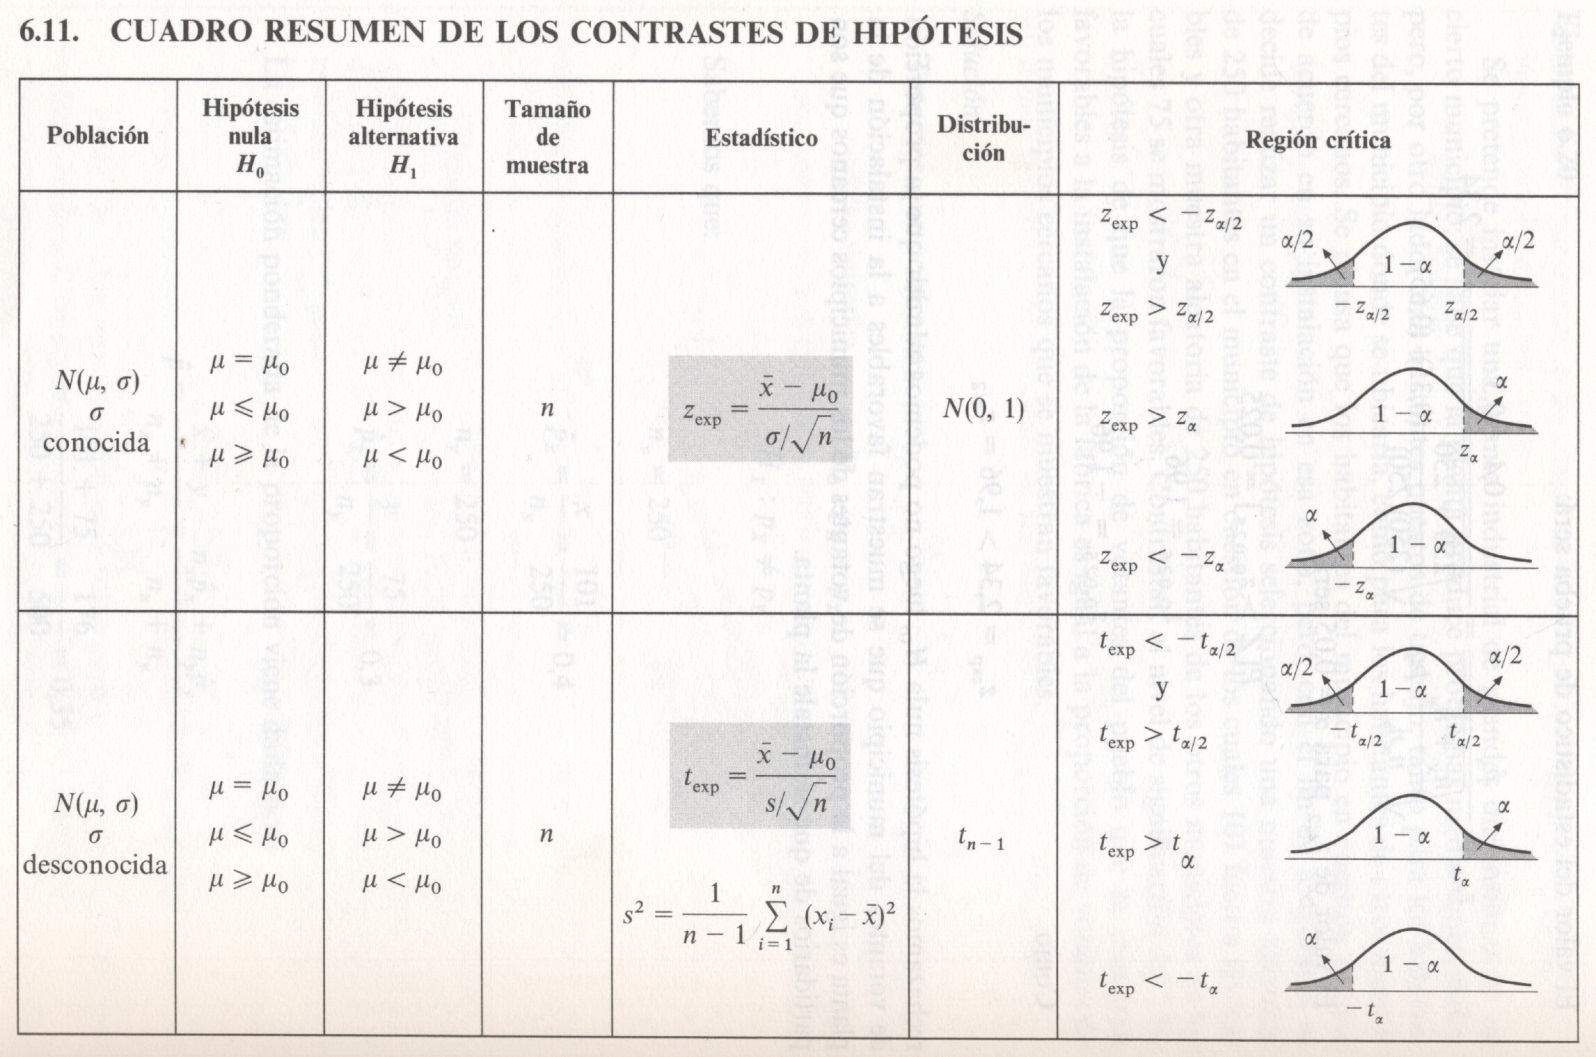 6.11. CUADRO RESUMEN DE LOS CONTRASTES DE HIPÓTESIS
Población
Hipótesis
nula
H₀
Hipótesis
alternativa
H₁
Tamaño
de
muestra
Estadístico
Distribu-
ción
Región crítica
N(μ, σ)
σ
conocida
μ = μ₀
μ ⩽ μ₀
μ ⩾ μ₀
μ ≠ μ₀
μ > μ₀
μ < μ₀
n
z_exp = (x̄ − μ₀) / (σ/√n)
N(0, 1)
z_exp < − z_α/2
y
z_exp > z_α/2
α/2
1 − α
α/2
− z_α/2
z_α/2
z_exp > z_α
1 − α
α
z_α
z_exp < − z_α
α
1 − α
− z_α
N(μ, σ)
σ
desconocida
μ = μ₀
μ ⩽ μ₀
μ ⩾ μ₀
μ ≠ μ₀
μ > μ₀
μ < μ₀
n
t_exp = (x̄ − μ₀) / (s/√n)
s² = 1/(n − 1) ∑_{i=1}^{n} (x_i − x̄)²
t_{n−1}
t_exp < − t_α/2
y
t_exp > t_α/2
α/2
1 − α
α/2
− t_α/2
t_α/2
t_exp > t_α
1 − α
α
t_α
t_exp < − t_α
α
1 − α
− t_α